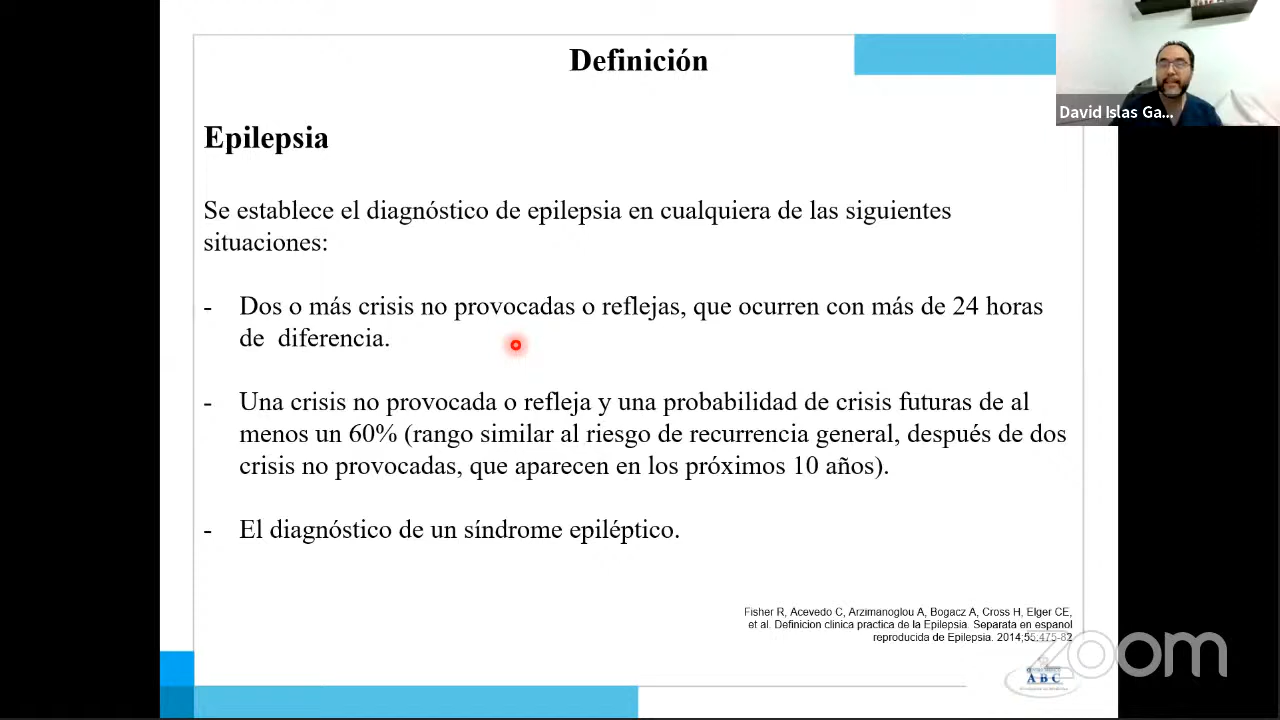 Definición
David Islas Ga...
Epilepsia
Se establece el diagnóstico de epilepsia en cualquiera de las siguientes
situaciones:
- Dos o más crisis no provocadas o reflejas, que ocurren con más de 24 horas
de diferencia.
- Una crisis no provocada o refleja y una probabilidad de crisis futuras de al
menos un 60% (rango similar al riesgo de recurrencia general, después de dos
crisis no provocadas, que aparecen en los próximos 10 años).
- El diagnóstico de un síndrome epiléptico.
Fisher R, Acevedo C, Arzimanoglou A, Bogacz A, Cross H, Elger CE,
et al. Definicion clinica practica de la Epilepsia. Separata en espanol
reproducida de Epilepsia. 2014;55.475-82
zoom
ABC